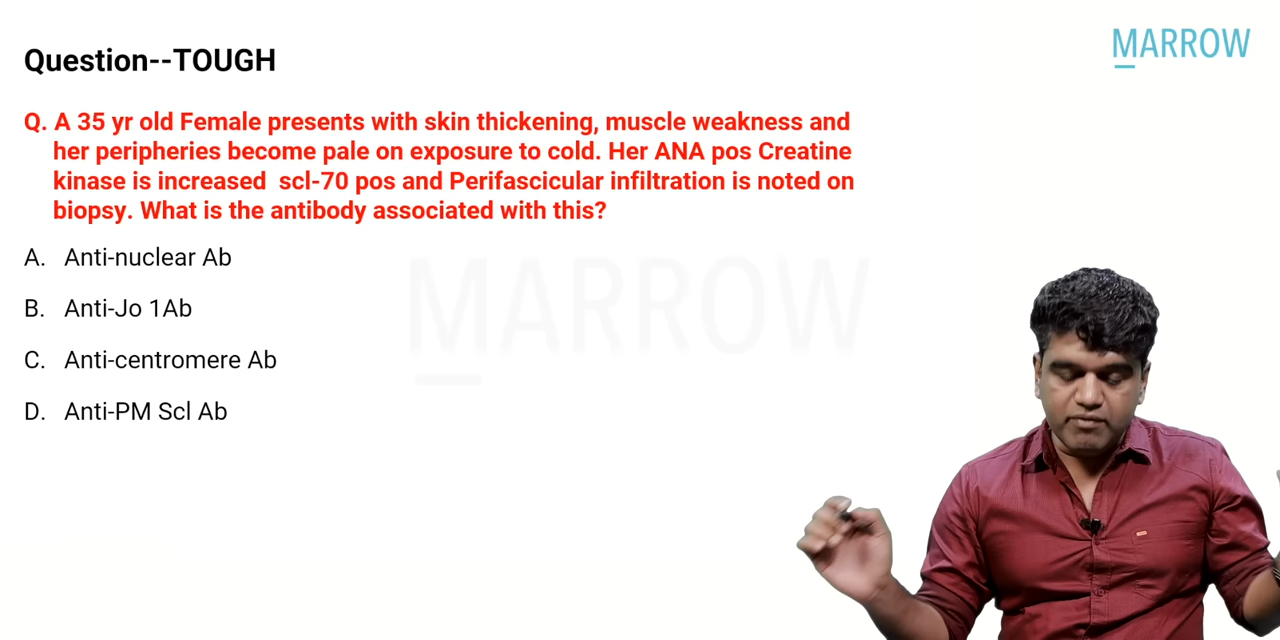 MARROW
Question--TOUGH
Q. A 35 yr old Female presents with skin thickening, muscle weakness and
her peripheries become pale on exposure to cold. Her ANA pos Creatine
kinase is increased scl-70 pos and Perifascicular infiltration is noted on
biopsy. What is the antibody associated with this?
A. Anti-nuclear Ab
B. Anti-Jo 1Ab
C. Anti-centromere Ab
D. Anti-PM Scl Ab
MARROW